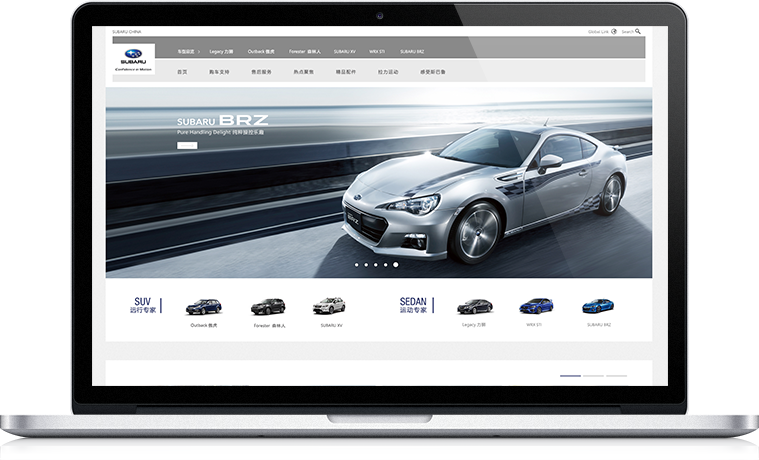 SUBARU CHINA
Global Link
Search
SUBARU
Confidence in Motion
车型品览
Legacy 力狮
Outback 傲虎
Forester 森林人
SUBARU XV
WRX STI
SUBARU BRZ
首页
购车支持
售后服务
热点聚焦
精品配件
拉力运动
感受斯巴鲁
SUBARU BRZ
Pure Handling Delight 纯粹操控乐趣
BRZ
SUV
远行专家
Outback 傲虎
Forester 森林人
SUBARU XV
SEDAN
运动专家
Legacy 力狮
WRX STI
SUBARU BRZ